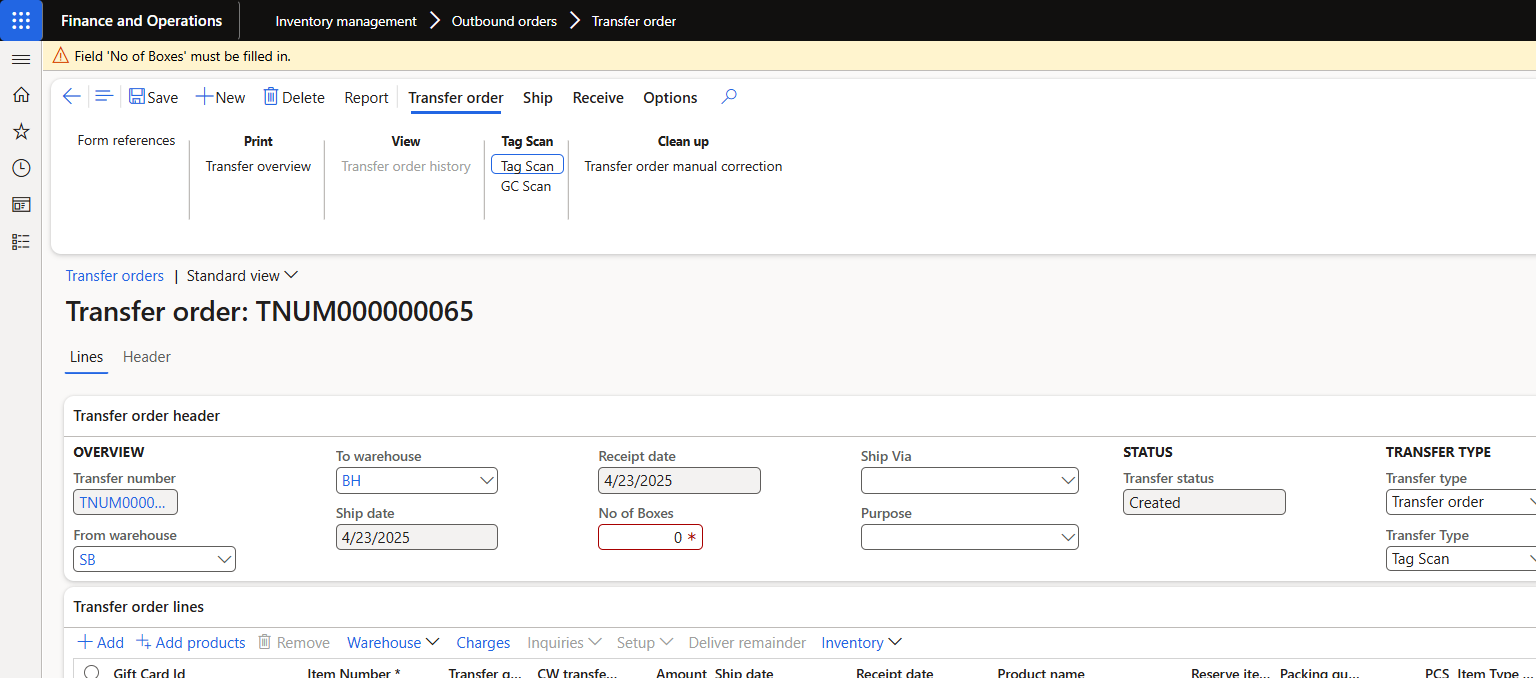 Finance and Operations Inventory management Outbound orders Transfer order
Field 'No of Boxes' must be filled in.
Save New Delete Report Transfer order Ship Receive Options
Form references Print View Tag Scan Clean up
Transfer overview Transfer order history Tag Scan Transfer order manual correction
GC Scan
Transfer orders | Standard view
Transfer order: TNUM000000065
Lines Header
Transfer order header
OVERVIEW To warehouse Receipt date Ship Via STATUS TRANSFER TYPE
Transfer number BH 4/23/2025 Transfer status Transfer type
TNUM0000... Ship date No of Boxes Purpose Created Transfer order
From warehouse 4/23/2025 0 * Transfer Type
SB Tag Scan
Transfer order lines
Add Add products Remove Warehouse Charges Inquiries Setup Deliver remainder Inventory
Gift Card Id Item Number * Transfer q... CW transfe... Amount Ship date Receipt date Product name Reserve ite... Packing qu... PCS Item Type ...